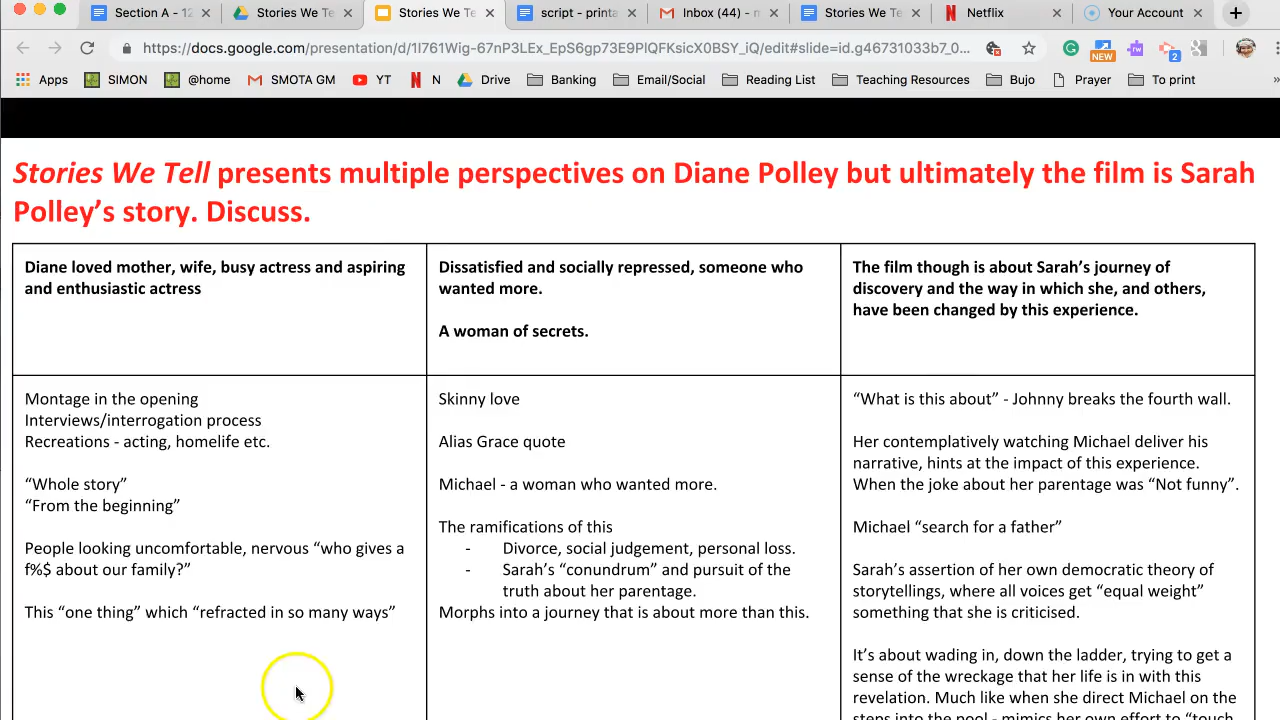 Section A - 12
Stories We Te
Stories We Te
script - printa
Inbox (44) - m
Stories We Te
Netflix
Your Account
https://docs.google.com/presentation/d/1I761Wig-67nP3LEx_EpS6gp73E9PlQFKsicX0BSY_iQ/edit#slide=id.g46731033b7_0...
NEW
2
Apps
SIMON
@home
SMOTA GM
YT
N
Drive
Banking
Email/Social
Reading List
Teaching Resources
Bujo
Prayer
To print
»
Stories We Tell presents multiple perspectives on Diane Polley but ultimately the film is Sarah
Polley’s story. Discuss.
Diane loved mother, wife, busy actress and aspiring
and enthusiastic actress
Montage in the opening
Interviews/interrogation process
Recreations - acting, homelife etc.
“Whole story”
“From the beginning”
People looking uncomfortable, nervous “who gives a
f%$ about our family?”
This “one thing” which “refracted in so many ways”
Dissatisfied and socially repressed, someone who
wanted more.
A woman of secrets.
Skinny love
Alias Grace quote
Michael - a woman who wanted more.
The ramifications of this
- Divorce, social judgement, personal loss.
- Sarah’s “conundrum” and pursuit of the
truth about her parentage.
Morphs into a journey that is about more than this.
The film though is about Sarah’s journey of
discovery and the way in which she, and others,
have been changed by this experience.
“What is this about” - Johnny breaks the fourth wall.
Her contemplatively watching Michael deliver his
narrative, hints at the impact of this experience.
When the joke about her parentage was “Not funny”.
Michael “search for a father”
Sarah’s assertion of her own democratic theory of
storytellings, where all voices get “equal weight”
something that she is criticised.
It’s about wading in, down the ladder, trying to get a
sense of the wreckage that her life is in with this
revelation. Much like when she direct Michael on the
steps into the pool - mimics her own effort to “touch